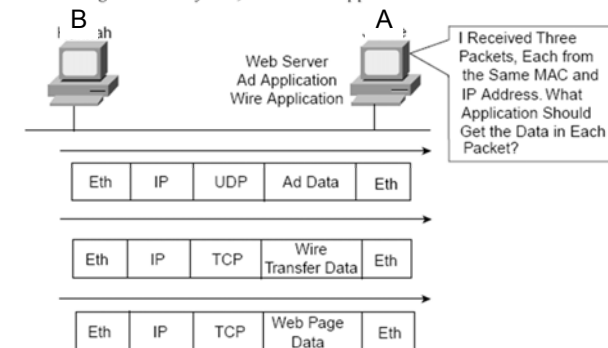 B
A
Web Server
Ad Application
Wire Application
I Received Three
Packets, Each from
the Same MAC and
IP Address. What
Application Should
Get the Data in Each
Packet?
Eth IP UDP Ad Data Eth
Eth IP TCP Wire
Transfer Data Eth
Eth IP TCP Web Page
Data Eth